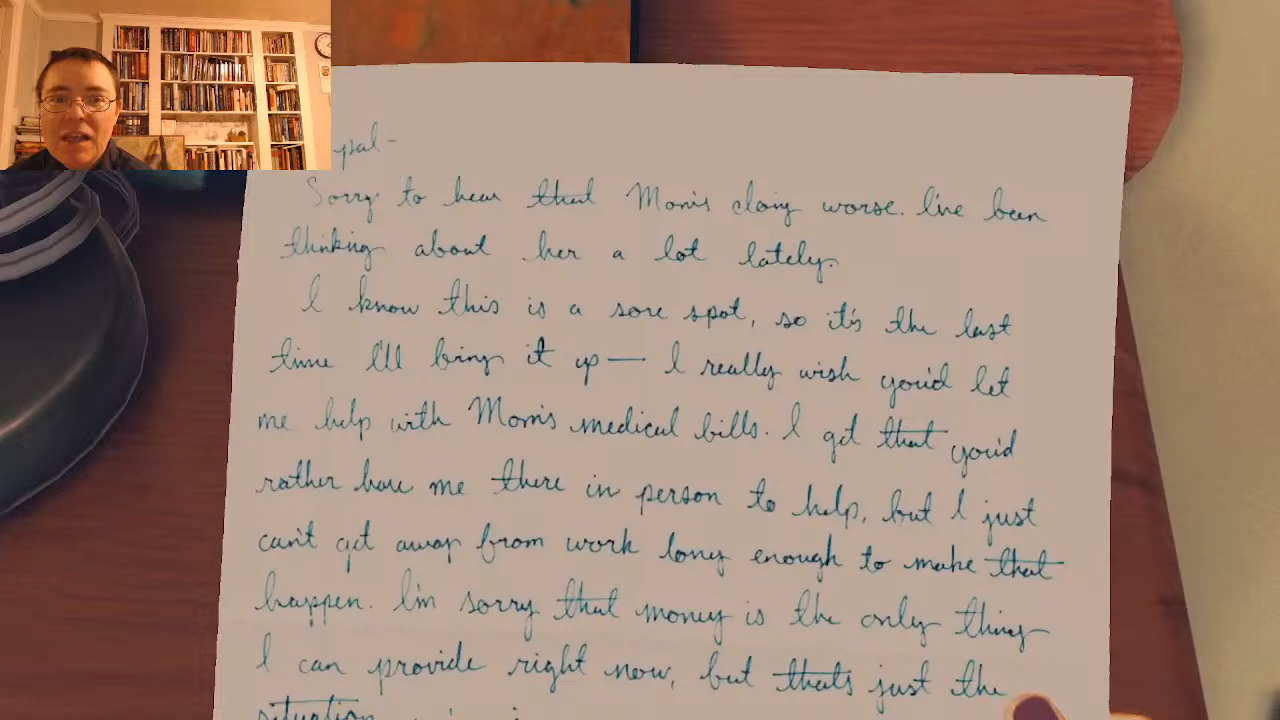 pal-
Sorry to hear that Mom's doing worse. I've been
thinking about her a lot lately.
I know this is a sore spot, so it's the last
time I'll bring it up— I really wish you'd let
me help with Mom's medical bills. I get that you'd
rather have me there in person to help, but I just
can't get away from work long enough to make that
happen. I'm sorry that money is the only thing
I can provide right now, but that's just the
situation